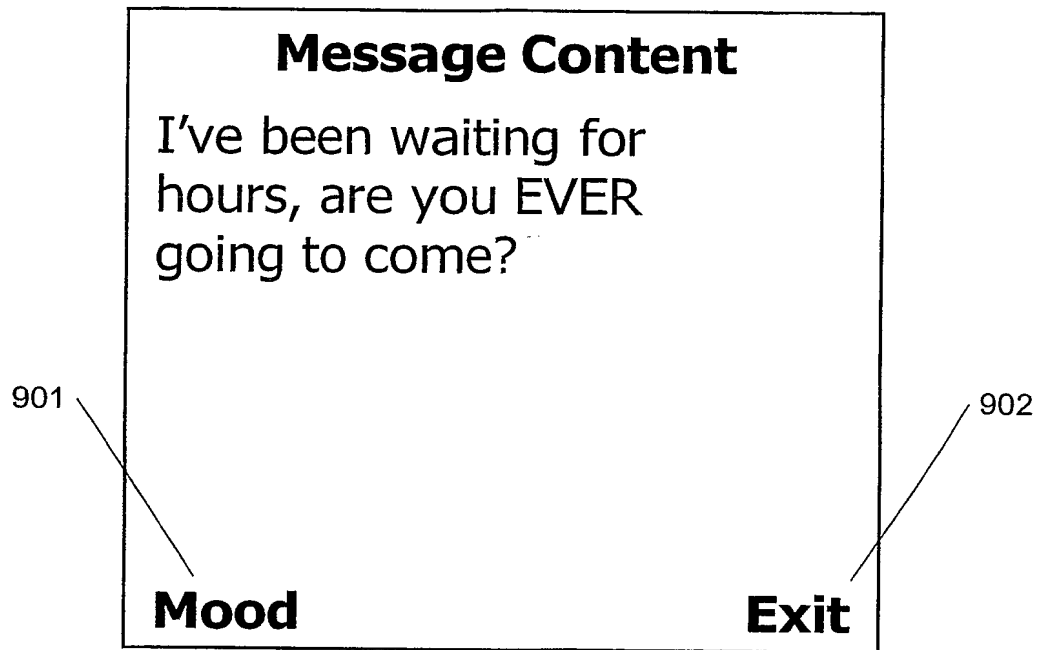 Message Content
I've been waiting for
hours, are you EVER
going to come?
901
902
Mood
Exit